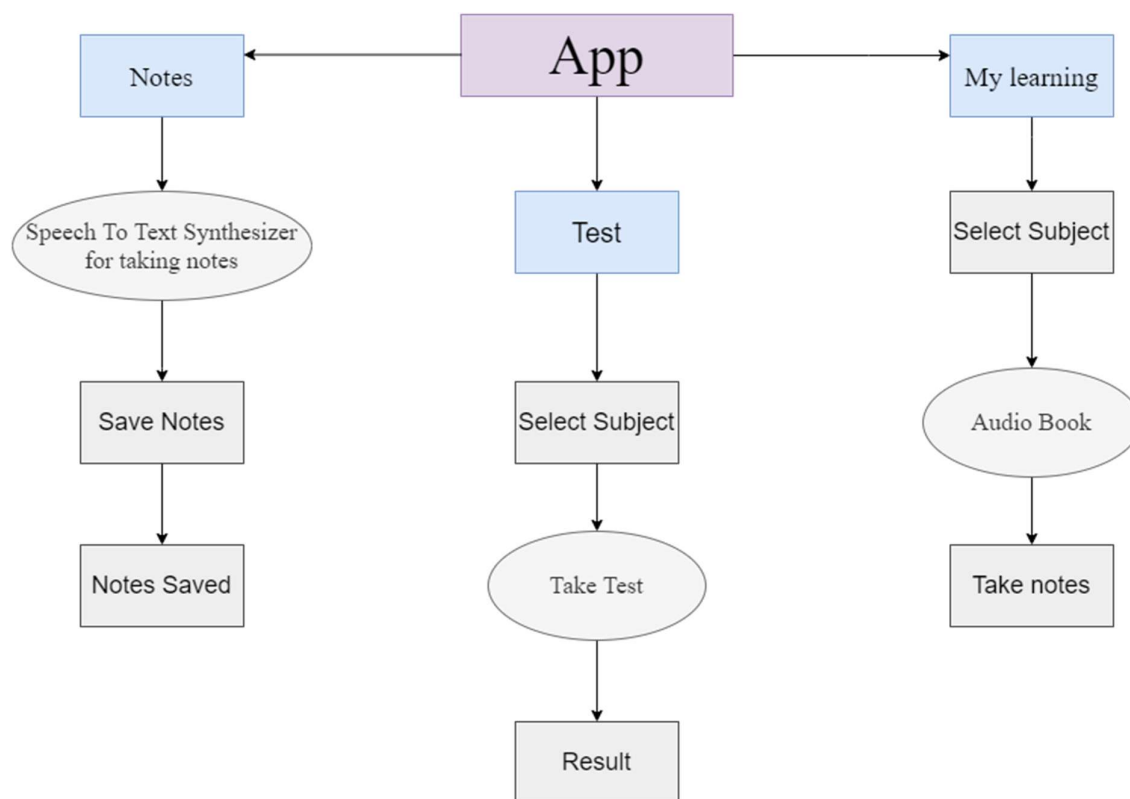 App
Notes
My learning
Speech To Text Synthesizer
for taking notes
Test
Select Subject
Save Notes
Select Subject
Audio Book
Notes Saved
Take Test
Take notes
Result